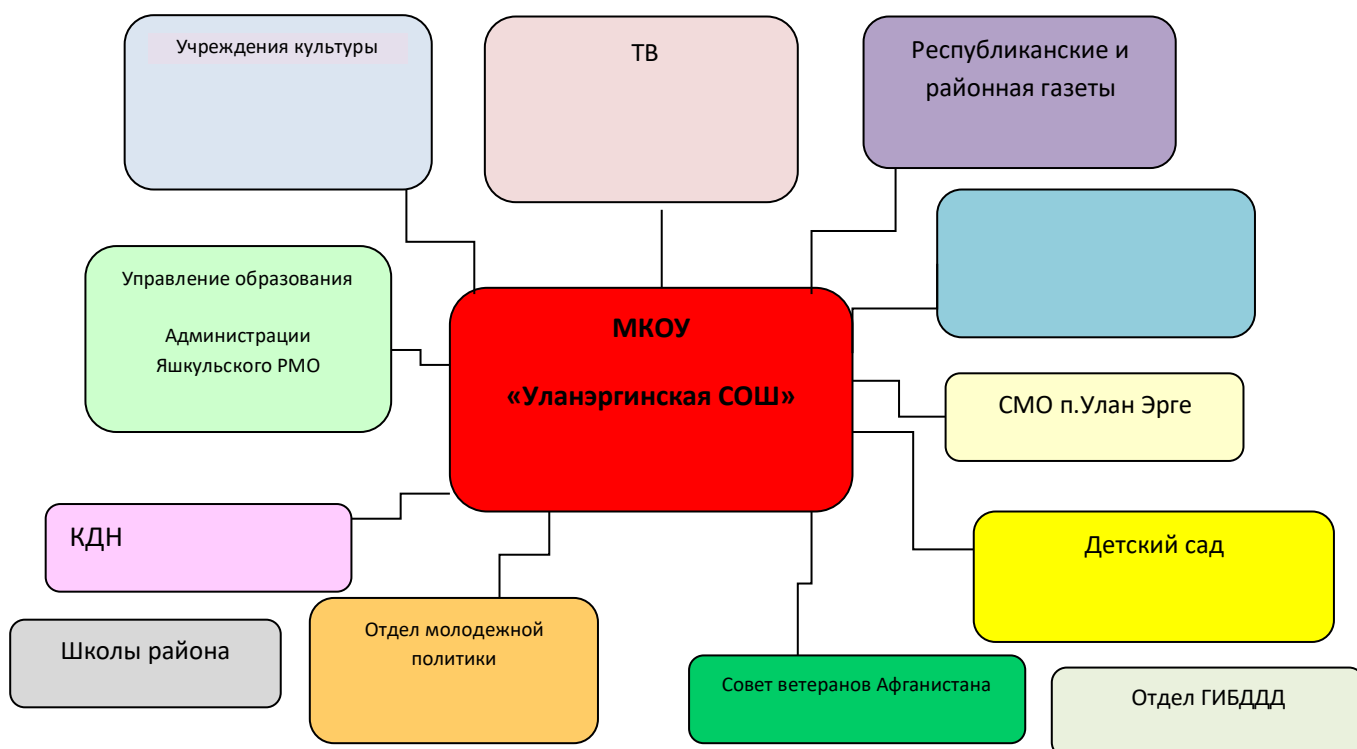 Учреждения культуры
ТВ
Республиканские и
районная газеты
Управление образования
Администрации
Яшкульского РМО
МКОУ
«Уланэргинская СОШ»
СМО п.Улан Эрге
КДН
Детский сад
Школы района
Отдел молодежной
политики
Совет ветеранов Афганистана
Отдел ГИБДДД